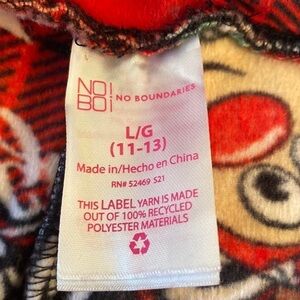 NO!
BO!
NO BOUNDARIES
L/G
(11-13)
Made in/Hecho en China
RN# 52469 S21
THIS LABEL YARN IS MADE
OUT OF 100% RECYCLED
POLYESTER MATERIALS